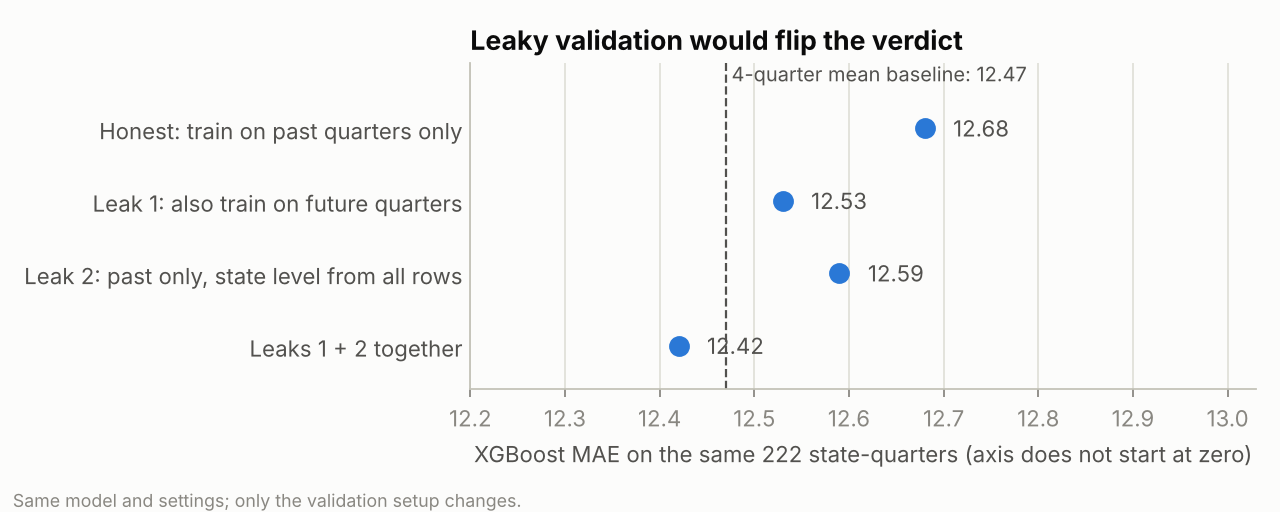 Leaky validation would flip the verdict
4-quarter mean baseline: 12.47
Honest: train on past quarters only
12.68
Leak 1: also train on future quarters
12.53
Leak 2: past only, state level from all rows
12.59
Leaks 1 + 2 together
12.42
12.2 12.3 12.4 12.5 12.6 12.7 12.8 12.9 13.0
XGBoost MAE on the same 222 state-quarters (axis does not start at zero)
Same model and settings; only the validation setup changes.